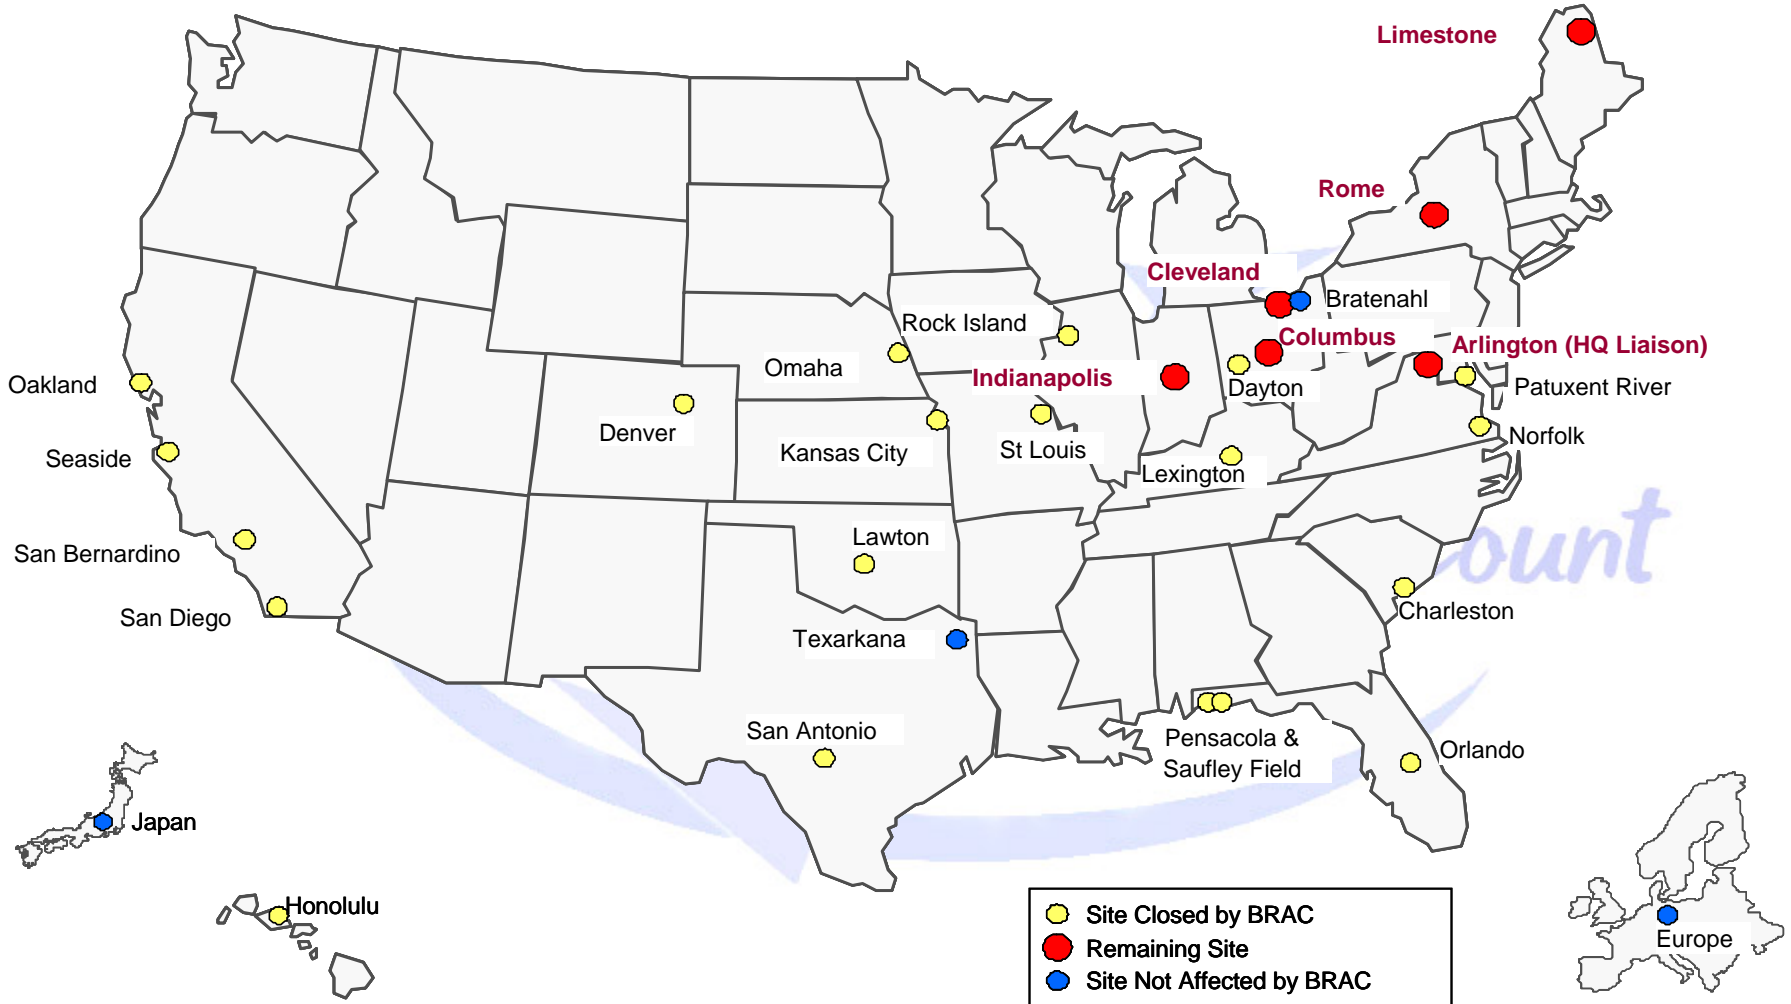 Limestone
Rome
Cleveland
Bratenahl
Rock Island
Columbus
Arlington (HQ Liaison)
Omaha
Indianapolis
Oakland
Dayton
Patuxent River
Denver
Norfolk
Seaside
Kansas City
St Louis
Lexington
Lawton
San Bernardino
ount
Charleston
San Diego
Texarkana
San Antonio
Pensacola &
Saufley Field
Orlando
Japan
Honolulu
Site Closed by BRAC
Remaining Site
Site Not Affected by BRAC
Europe